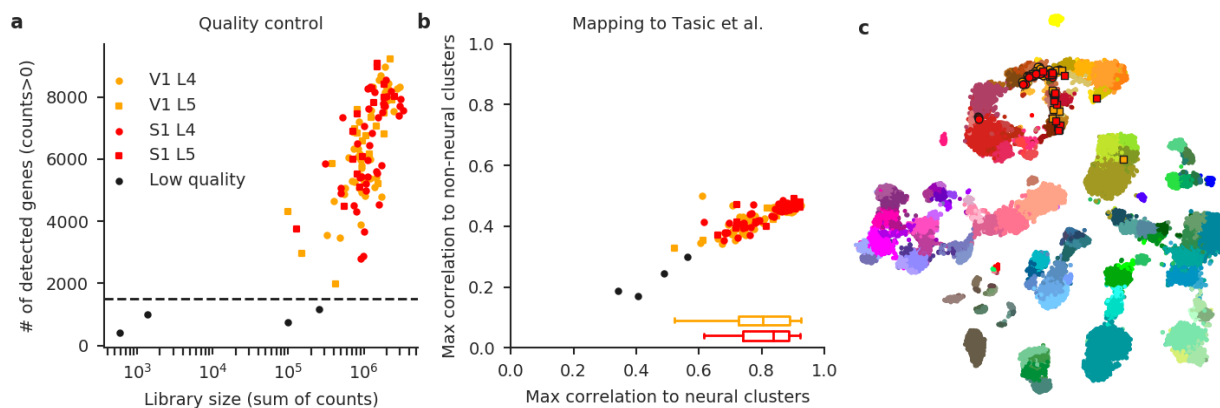 a
Quality control
# of detected genes (counts>0)
8000
6000
4000
2000
0
V1 L4
V1 L5
S1 L4
S1 L5
Low quality
10³
10⁴
10⁵
10⁶
Library size (sum of counts)
b
Mapping to Tasic et al.
Max correlation to non-neural clusters
1.0
0.8
0.6
0.4
0.2
0.0
0.0
0.2
0.4
0.6
0.8
1.0
Max correlation to neural clusters
c